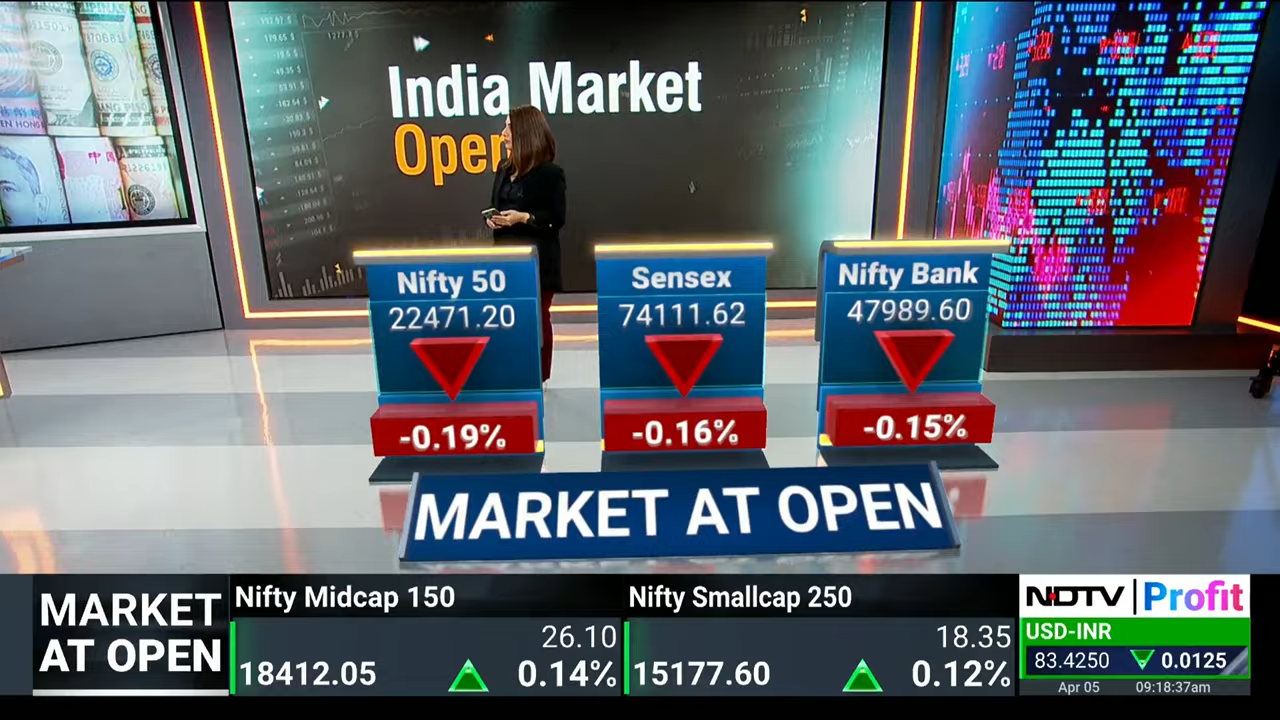 India Market
Open
Nifty 50
22471.20
-0.19%
Sensex
74111.62
-0.16%
Nifty Bank
47989.60
-0.15%
MARKET AT OPEN
MARKET
AT OPEN
Nifty Midcap 150
26.10
18412.05
0.14%
Nifty Smallcap 250
18.35
15177.60
0.12%
NDTV Profit
USD-INR
83.4250
0.0125
Apr 05
09:18:37am